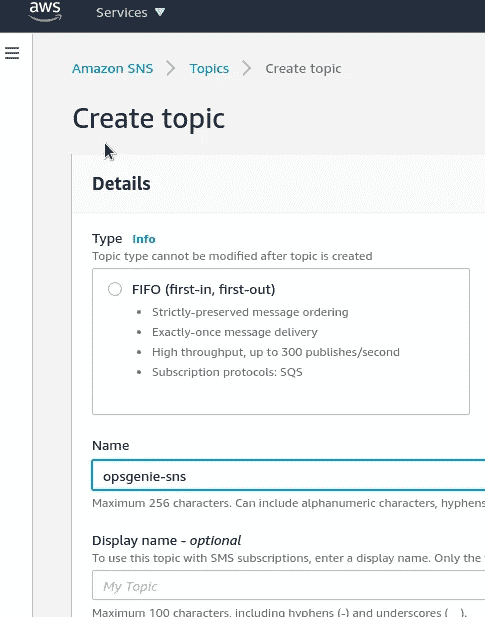 aws
Services ▼
Amazon SNS > Topics > Create topic
Create topic
Details
Type Info
Topic type cannot be modified after topic is created
FIFO (first-in, first-out)
• Strictly-preserved message ordering
• Exactly-once message delivery
• High throughput, up to 300 publishes/second
• Subscription protocols: SQS
Name
opsgenie-sns
Maximum 256 characters. Can include alphanumeric characters, hyphens
Display name - optional
To use this topic with SMS subscriptions, enter a display name. Only the
My Topic
Maximum 100 characters, including hyphens (-) and underscores (_).